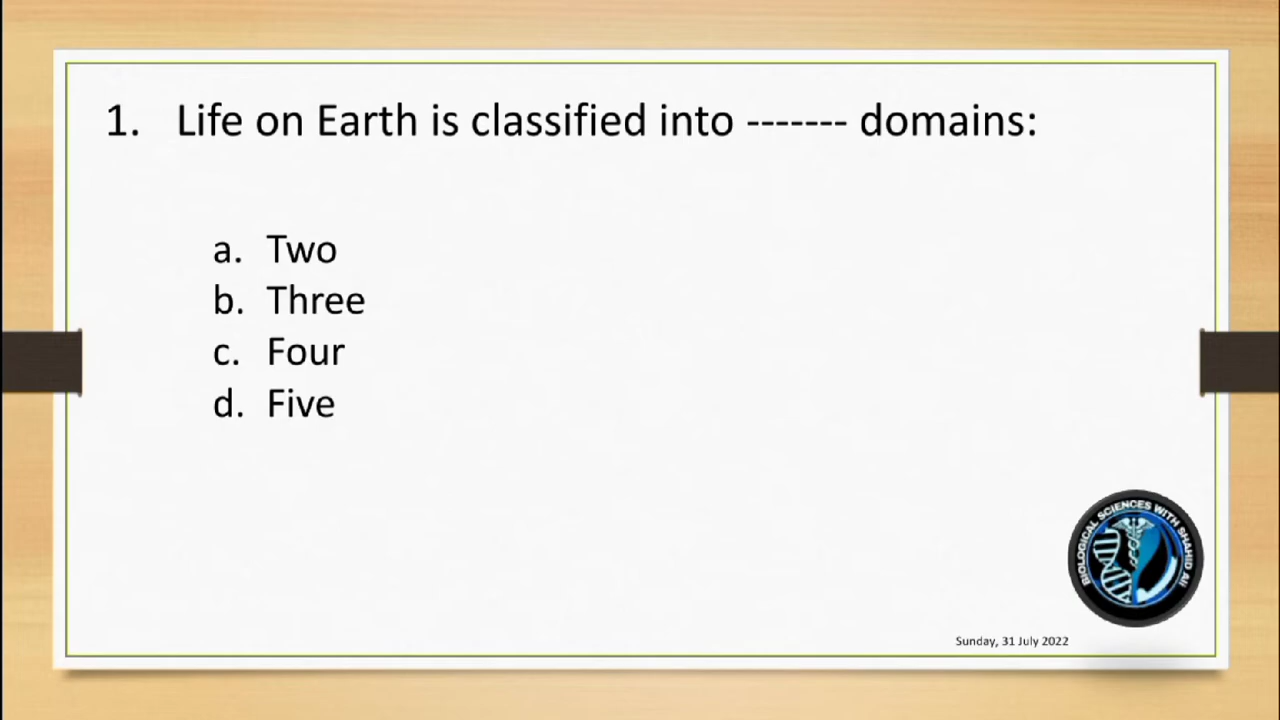 1. Life on Earth is classified into ------- domains:
a. Two
b. Three
c. Four
d. Five
BIOLOGICAL SCIENCES WITH SHAHID Ali
Sunday, 31 July 2022